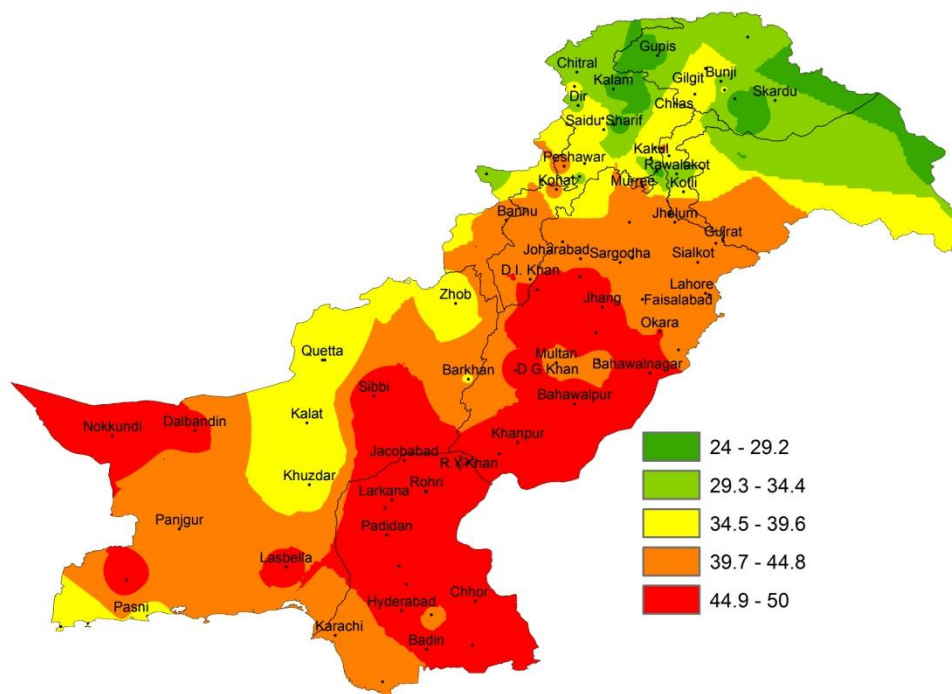 Gupis
Chitral
Bunji
Gilgit
Kalam
Skardu
Dir
Chilas
Saidu Sharif
Kakul
Peshawar
Rawalakot
Kohat
Murree
Kotli
Bannu
Jhelum
Gujrat
Joharabad
Sargodha
Sialkot
D.I. Khan
Zhob
Lahore
Jhang
Faisalabad
Okara
Quetta
Multan
Barkhan
D G Khan
Bahawalnagar
Sibbi
Bahawalpur
Kalat
Dalbandin
Nokkundi
Khanpur
Jacobabad
R.Y.Khan
Khuzdar
Rohri
Larkana
Panjgur
Padidan
Lasbella
Chhor
Pasni
Hyderabad
Karachi
Badin
24 - 29.2
29.3 - 34.4
34.5 - 39.6
39.7 - 44.8
44.9 - 50